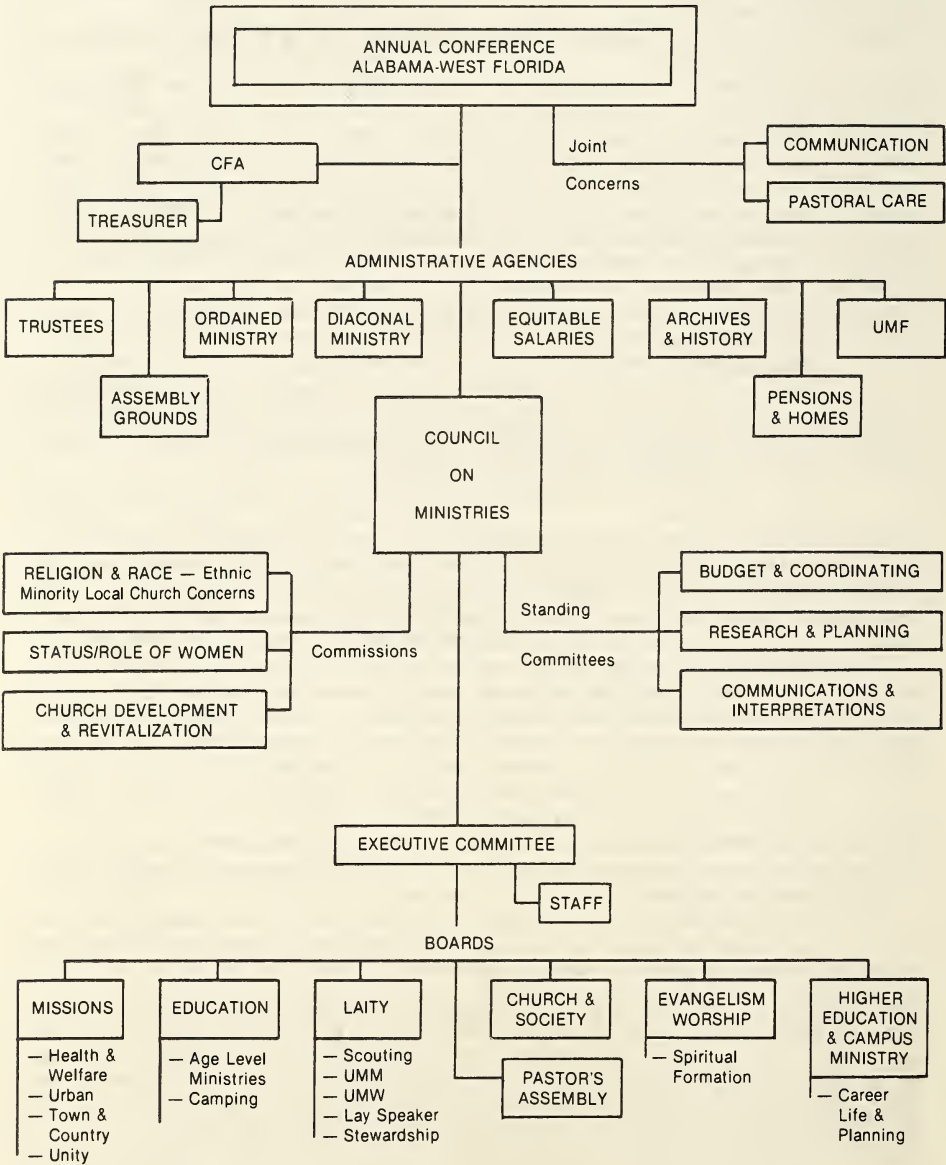 ANNUAL CONFERENCE
ALABAMA-WEST FLORIDA
CFA
TREASURER
Joint
Concerns
COMMUNICATION
PASTORAL CARE
ADMINISTRATIVE AGENCIES
TRUSTEES
ORDAINED
MINISTRY
DIACONAL
MINISTRY
EQUITABLE
SALARIES
ARCHIVES
& HISTORY
UMF
ASSEMBLY
GROUNDS
PENSIONS
& HOMES
COUNCIL
ON
MINISTRIES
RELIGION & RACE — Ethnic
Minority Local Church Concerns
STATUS/ROLE OF WOMEN
CHURCH DEVELOPMENT
& REVITALIZATION
Commissions
Standing
Committees
BUDGET & COORDINATING
RESEARCH & PLANNING
COMMUNICATIONS &
INTERPRETATIONS
EXECUTIVE COMMITTEE
STAFF
BOARDS
MISSIONS
— Health &
Welfare
— Urban
— Town &
Country
— Unity
EDUCATION
— Age Level
Ministries
— Camping
LAITY
— Scouting
— UMM
— UMW
— Lay Speaker
— Stewardship
CHURCH &
SOCIETY
PASTOR'S
ASSEMBLY
EVANGELISM
WORSHIP
— Spiritual
Formation
HIGHER
EDUCATION
& CAMPUS
MINISTRY
— Career
Life &
Planning